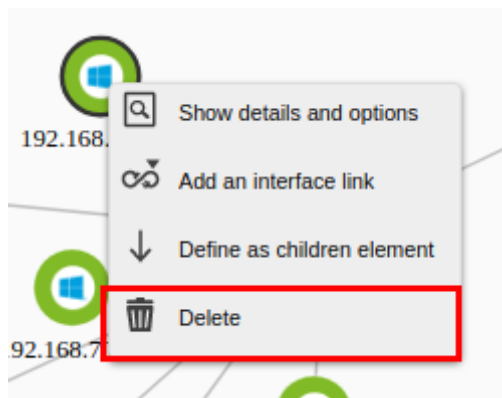 192.168.
Show details and options
Add an interface link
Define as children element
Delete
92.168.7